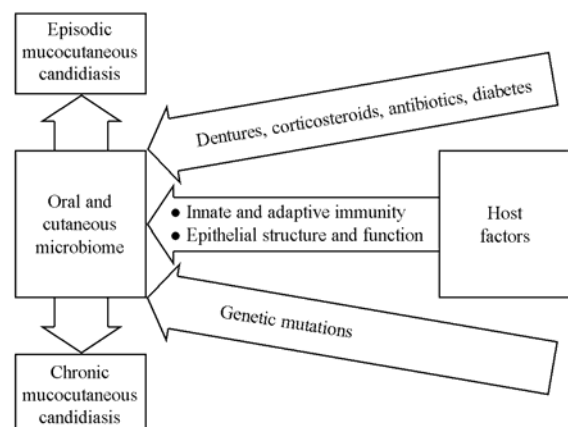 Episodic
mucocutaneous
candidiasis
Dentures, corticosteroids, antibiotics, diabetes
Oral and
cutaneous
microbiome
● Innate and adaptive immunity
● Epithelial structure and function
Host
factors
Genetic mutations
Chronic
mucocutaneous
candidiasis